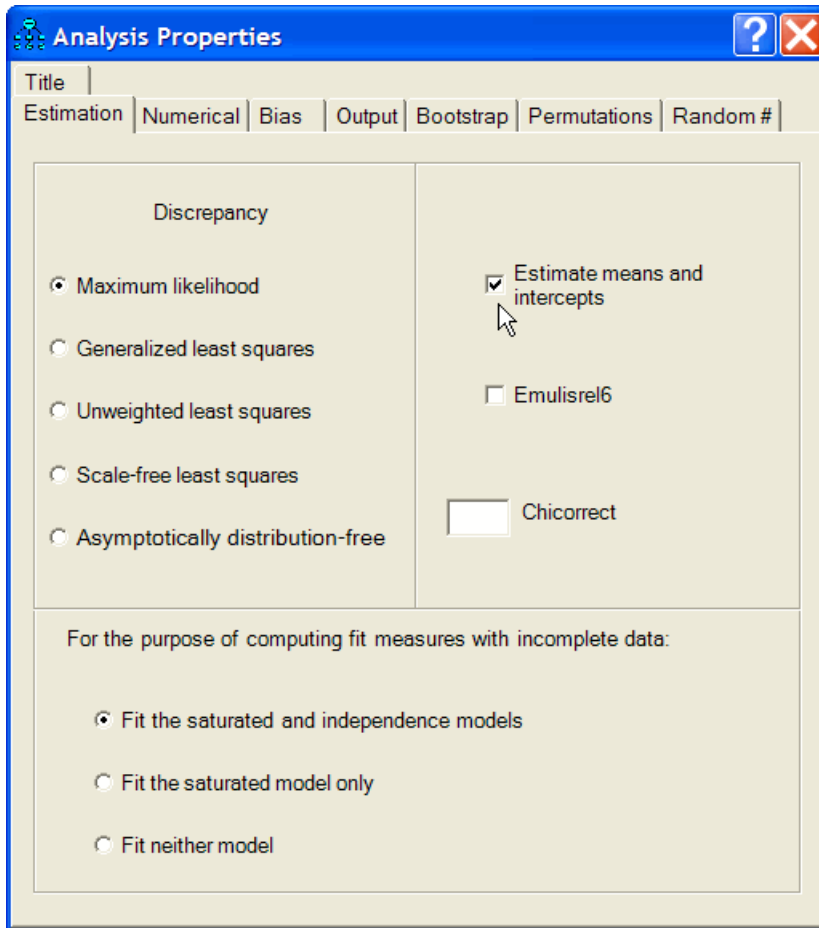 Analysis Properties
Title
Estimation Numerical Bias Output Bootstrap Permutations Random #
Discrepancy
Maximum likelihood
Generalized least squares
Unweighted least squares
Scale-free least squares
Asymptotically distribution-free
Estimate means and
intercepts
Emulisrel6
Chicorrect
For the purpose of computing fit measures with incomplete data:
Fit the saturated and independence models
Fit the saturated model only
Fit neither model